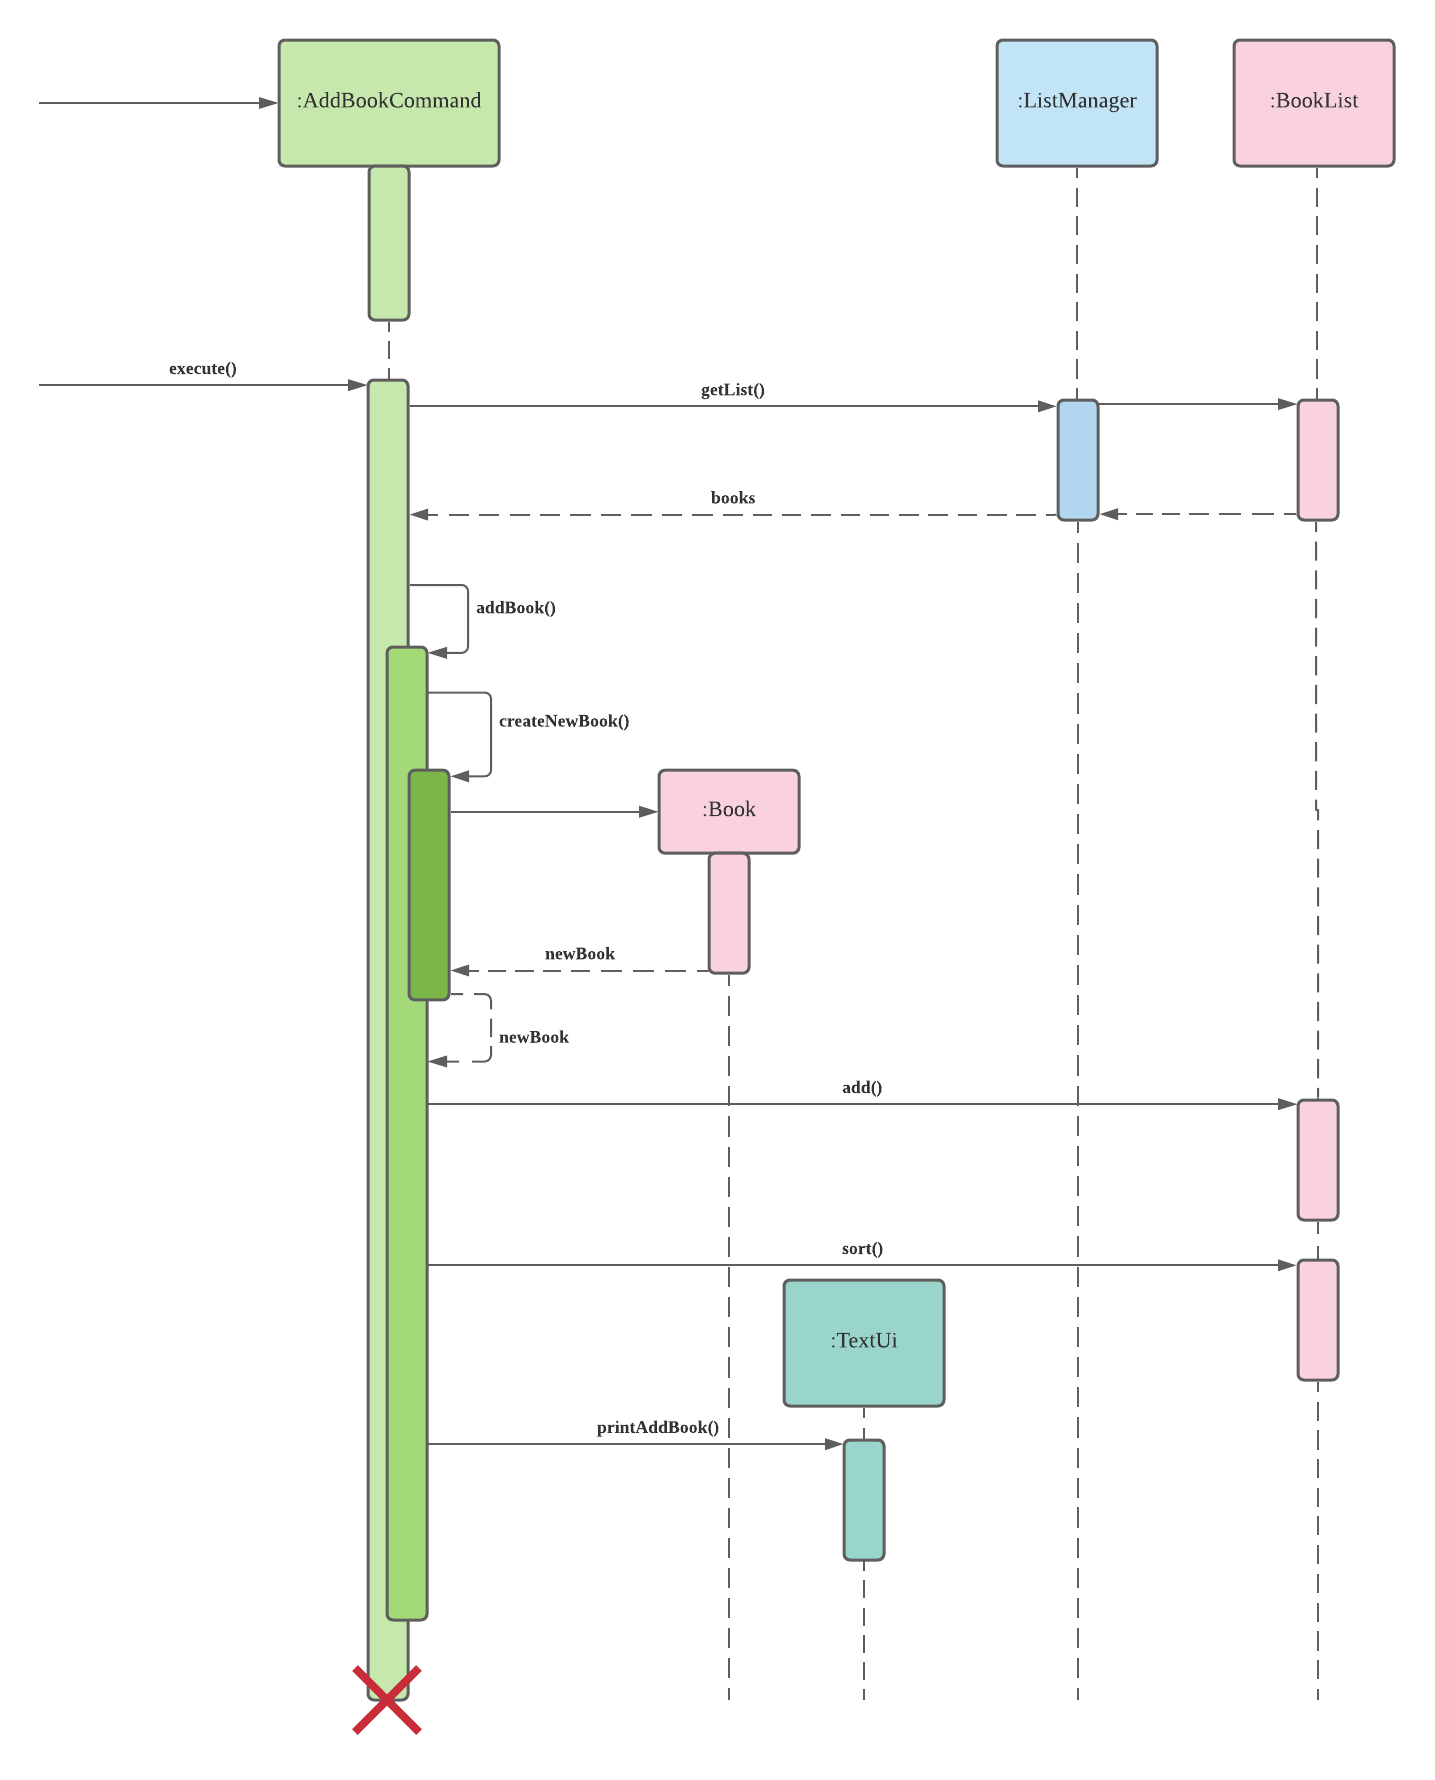 :AddBookCommand
:ListManager
:BookList
execute()
getList()
books
addBook()
createNewBook()
:Book
newBook
newBook
add()
sort()
:TextUi
printAddBook()